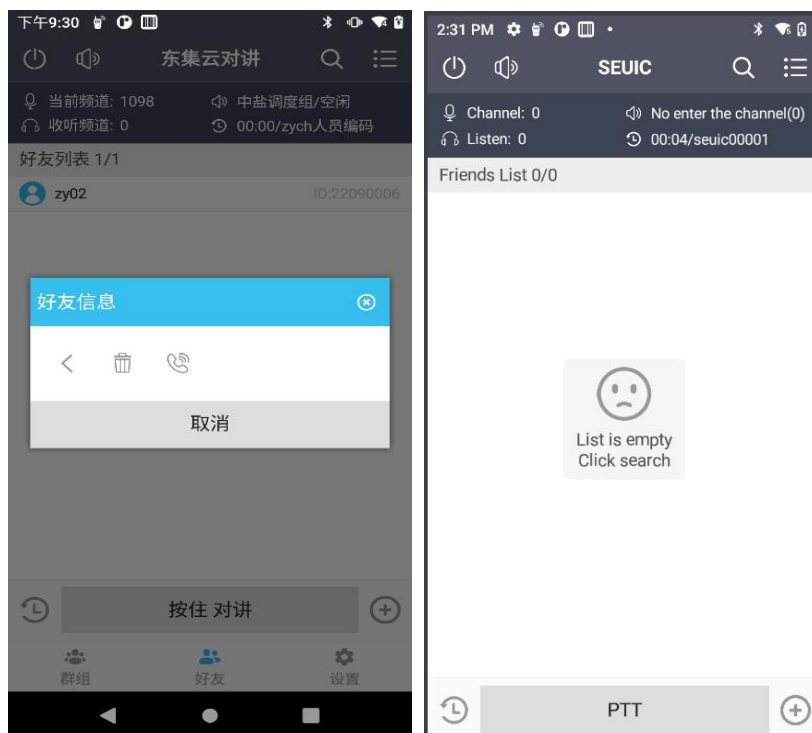 下午9:30
东集云对讲
当前频道: 1098
中盐调度组/空闲
收听频道: 0
00:00/zych人员编码
好友列表 1/1
zy02
ID:22090006
好友信息
取消
按住 对讲
群组
好友
设置
2:31 PM
SEUIC
Channel: 0
No enter the channel(0)
Listen: 0
00:04/seuic00001
Friends List 0/0
List is empty
Click search
PTT